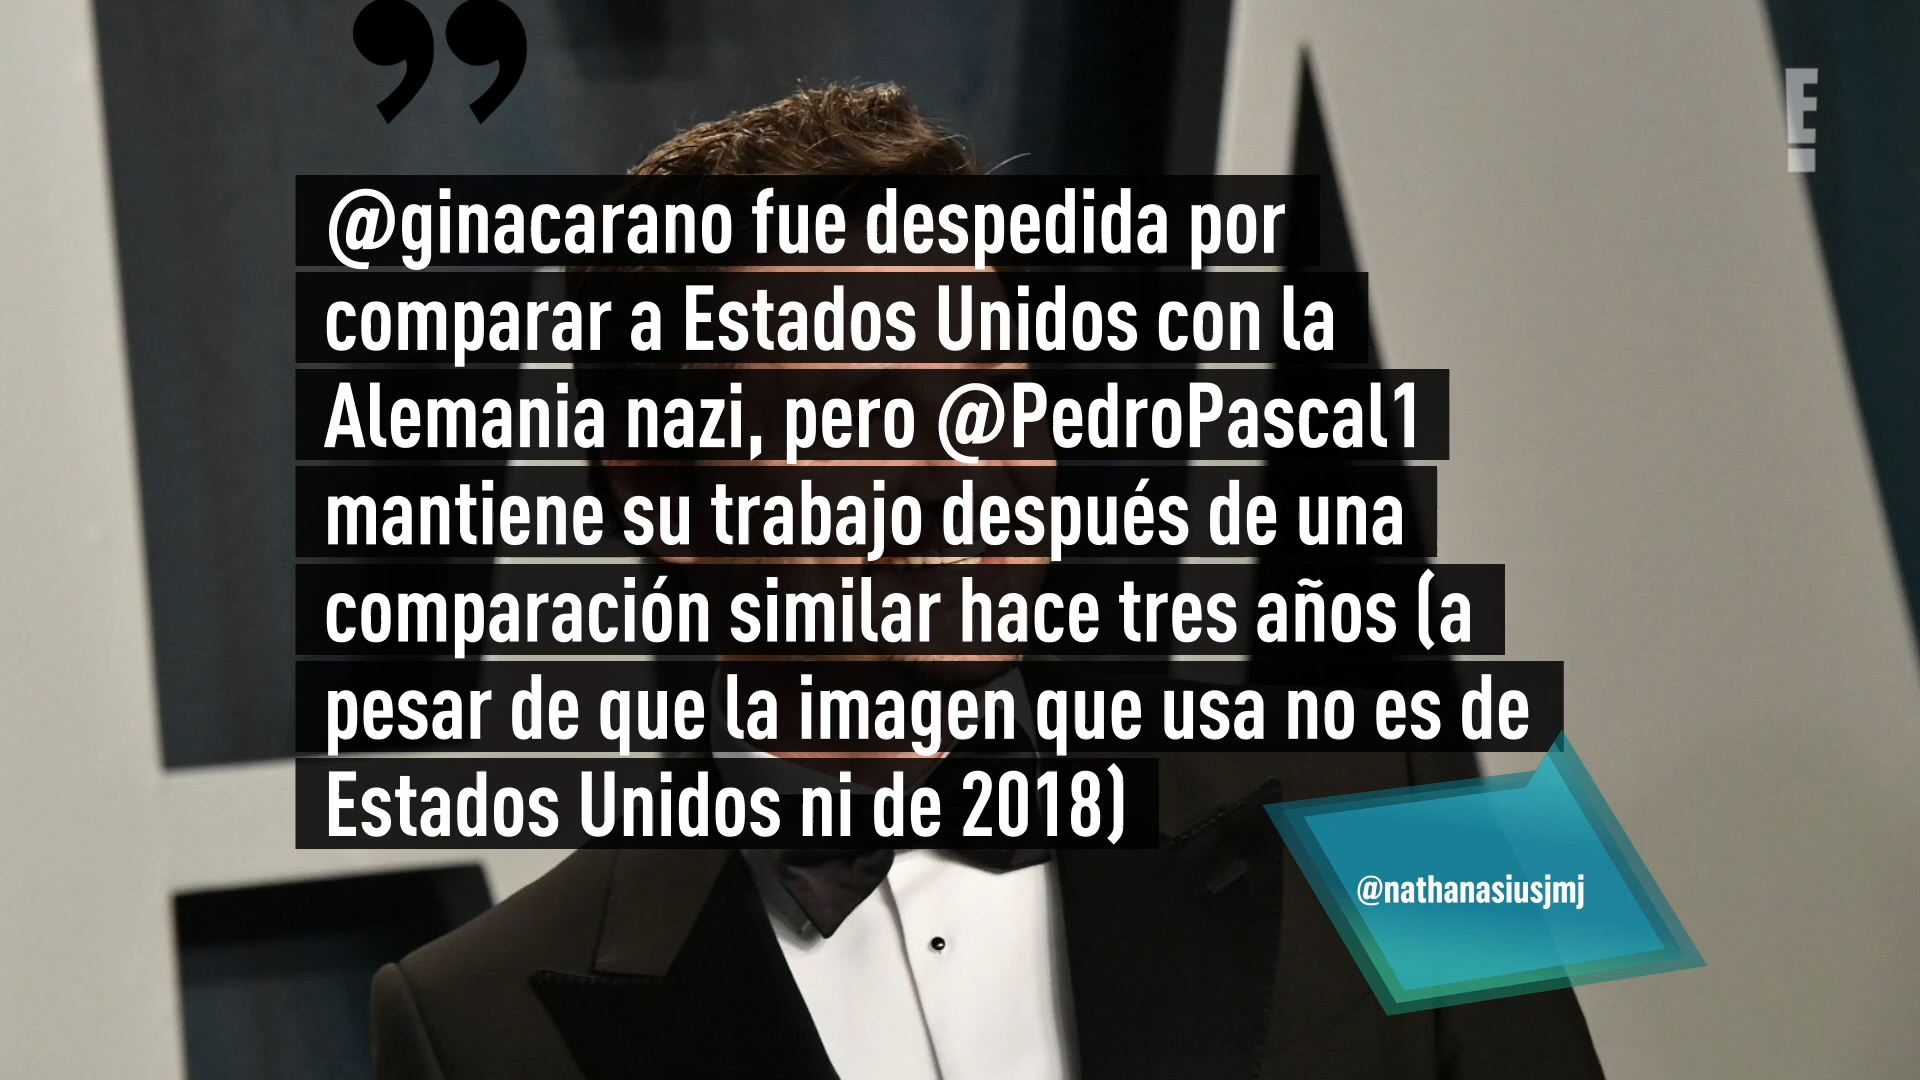 ”
@ginacarano fue despedida por
comparar a Estados Unidos con la
Alemania nazi, pero @PedroPascal1
mantiene su trabajo después de una
comparación similar hace tres años (a
pesar de que la imagen que usa no es de
Estados Unidos ni de 2018)
@nathanasiusjmj
E!